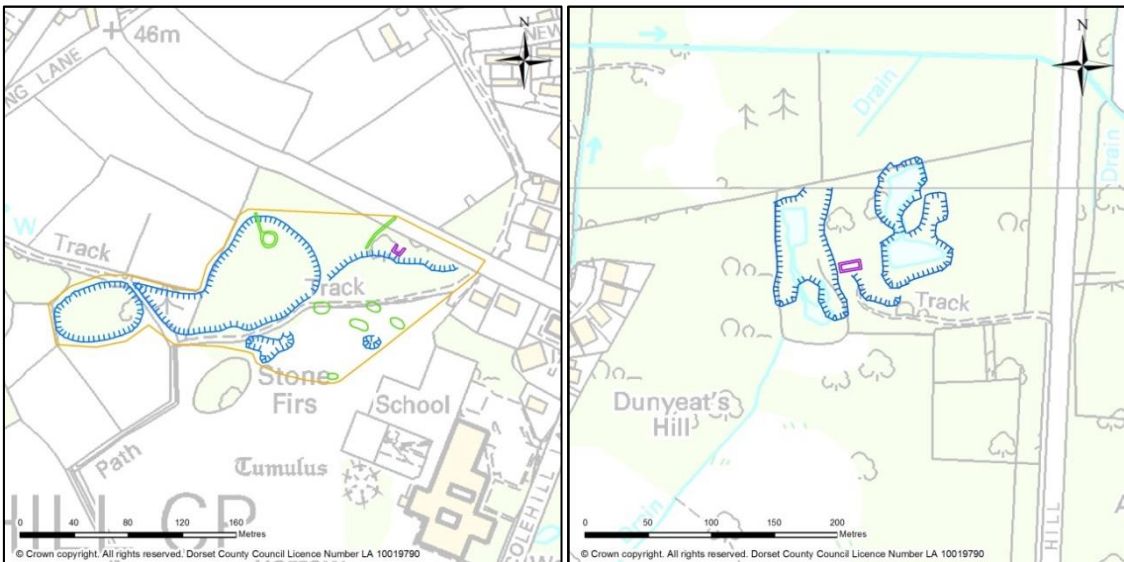 N
46m
NG LANE
NEW
W
Track
Track
Stone
Firs
School
Path
Tumulus
HILL CP
OLEHILL
W
0 40 80 120 160
Metres
© Crown copyright. All rights reserved. Dorset County Council Licence Number LA 10019790
N
Drain
Drain
Track
Dunyeat's
Hill
Drain
HILL
A
0 50 100 150 200
Metres
© Crown copyright. All rights reserved. Dorset County Council Licence Number LA 10019790